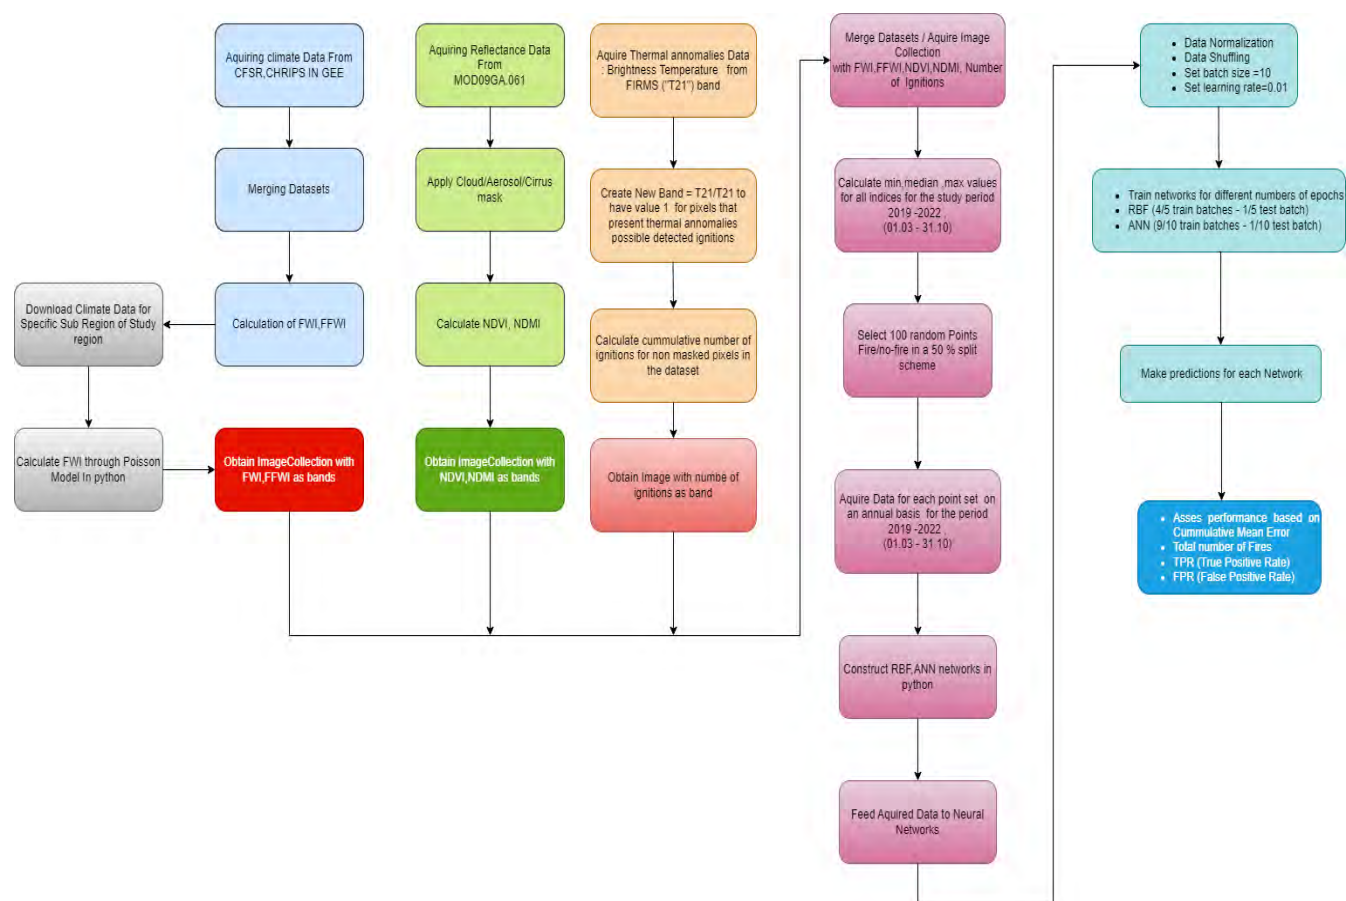 Aquiring climate Data From
CFSR,CHRIPS IN GEE
Merging Datasets
Calculation of FWI,FFWI
Download Climate Data for
Specific Sub Region of Study
region
Calculate FWI through Poisson
Model In python
Obtain ImageCollection with
FWI,FFWI as bands
Aquiring Reflectance Data
From
MOD09GA.061
Apply Cloud/Aerosol/Cirrus
mask
Calculate NDVI, NDMI
Obtain ImageCollection with
NDVI,NDMI as bands
Aquire Thermal annomalies Data
: Brightness Temperature from
FIRMS ("T21") band
Create New Band = T21/T21 to
have value 1 for pixels that
present thermal annomalies
possible detected ignitions
Calculate cummulative number of
ignitions for non masked pixels in
the dataset
Obtain Image with numbe of
ignitions as band
Merge Datasets / Aquire Image
Collection
with FWI,FFWI,NDVI,NDMI, Number
of Ignitions
Calculate min,median ,max values
for all indices for the study period
2019 -2022 ,
(01.03 - 31.10)
Select 100 random Points
Fire/no-fire in a 50 % split
scheme
Aquire Data for each point set on
an annual basis for the period
2019 -2022 ,
(01.03 - 31.10)
Construct RBF,ANN networks in
python
Feed Aquired Data to Neural
Networks
• Data Normalization
• Data Shuffling
• Set batch size =10
• Set learning rate=0.01
• Train networks for different numbers of epochs
• RBF (4/5 train batches - 1/5 test batch)
• ANN (9/10 train batches - 1/10 test batch)
Make predictions for each Network
• Asses performance based on
Cummulative Mean Error
• Total number of Fires
• TPR (True Positive Rate)
• FPR (False Positive Rate)